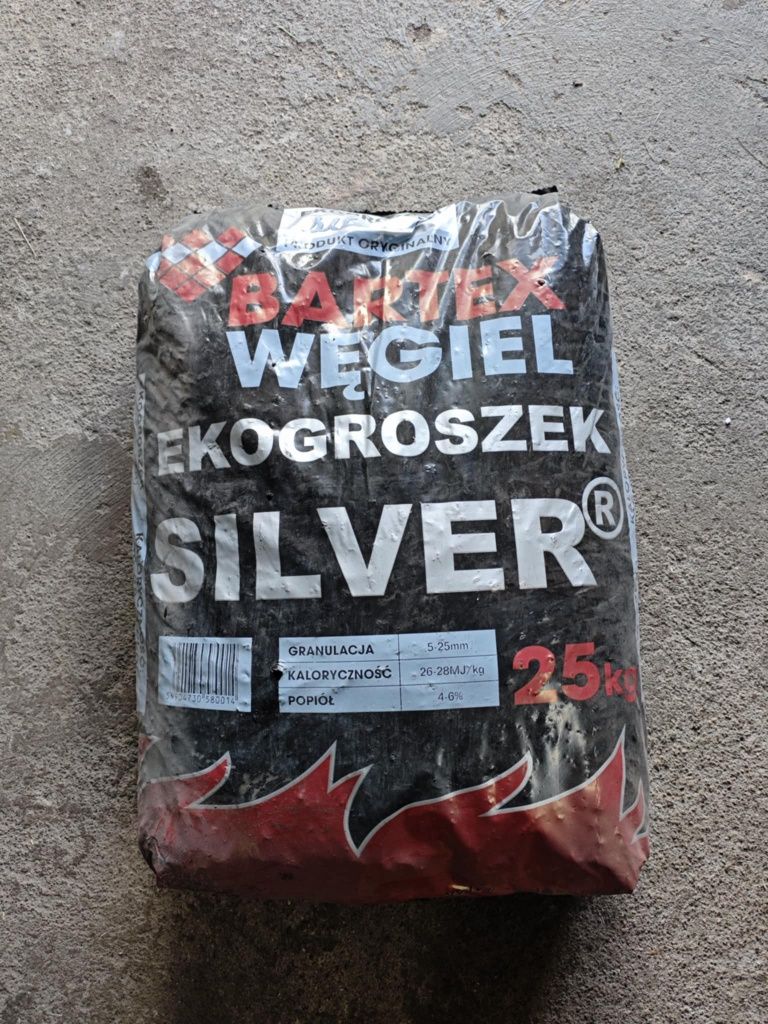 PRODUKT ORYGINALNY
BARTEX
WĘGIEL
EKOGROSZEK
SILVER®
GRANULACJA 5-25mm
KALORYCZNOŚĆ 26-28MJ/kg
POPIÓŁ 4-6%
25kg